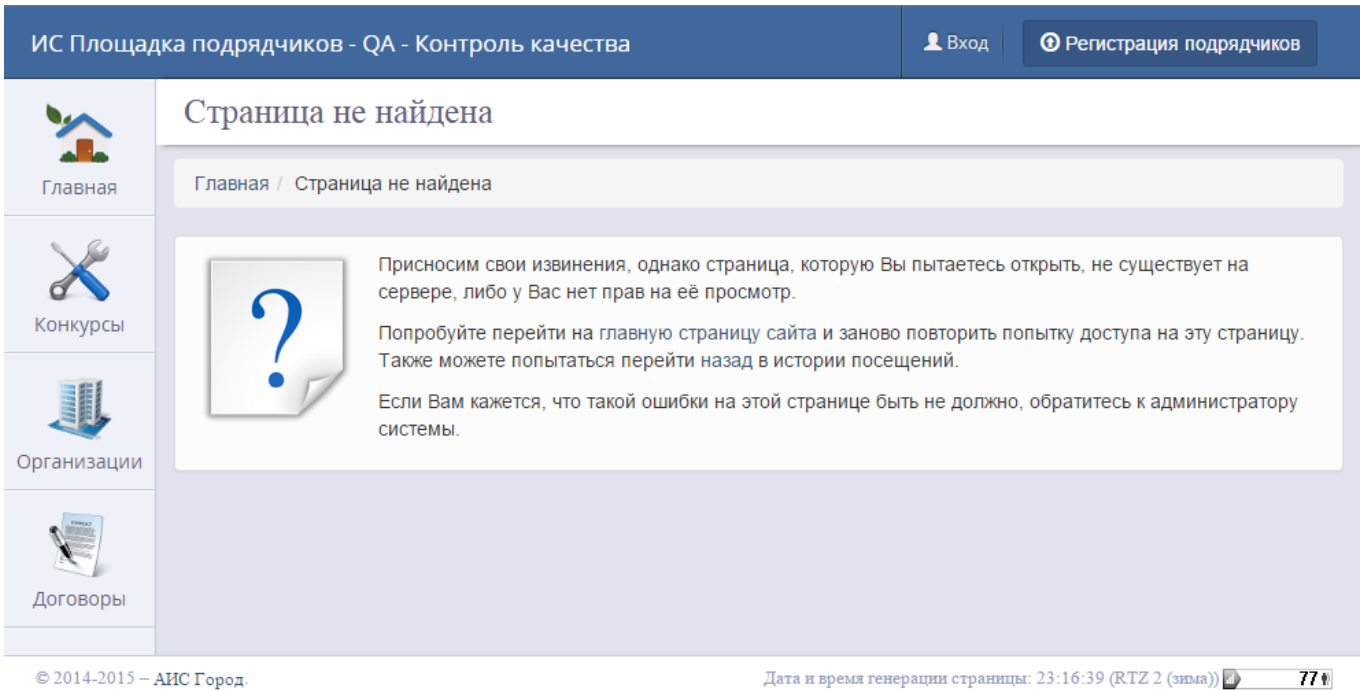 ИС Площадка подрядчиков - QA - Контроль качества
Вход
Регистрация подрядчиков
Страница не найдена
Главная
Главная / Страница не найдена
Присносим свои извинения, однако страница, которую Вы пытаетесь открыть, не существует на
сервере, либо у Вас нет прав на её просмотр.
Конкурсы
Попробуйте перейти на главную страницу сайта и заново повторить попытку доступа на эту страницу.
Также можете попытаться перейти назад в истории посещений.
Если Вам кажется, что такой ошибки на этой странице быть не должно, обратитесь к администратору
системы.
Организации
Договоры
© 2014-2015 – АИС Город.
Дата и время генерации страницы: 23:16:39 (RTZ 2 (зима))
77